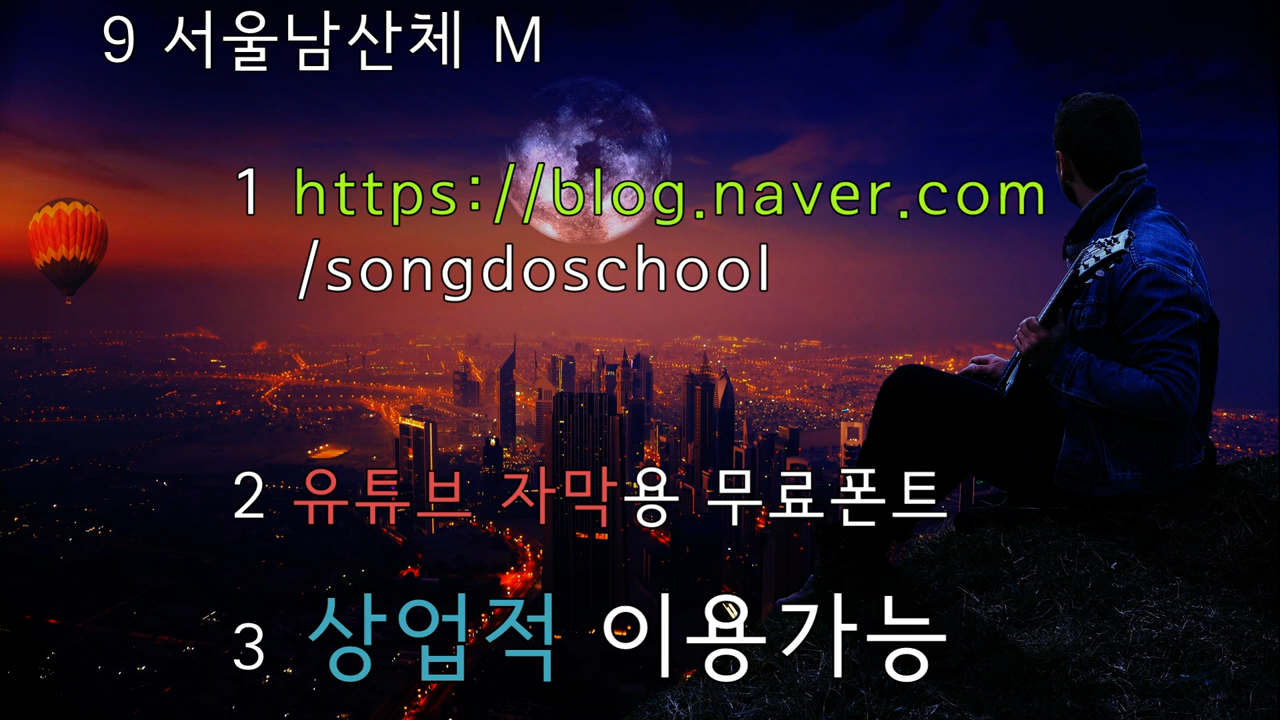 9 서울남산체 M
1 https://blog.naver.com
/songdoschool
2 유튜브 자막용 무료폰트
3 상업적 이용가능